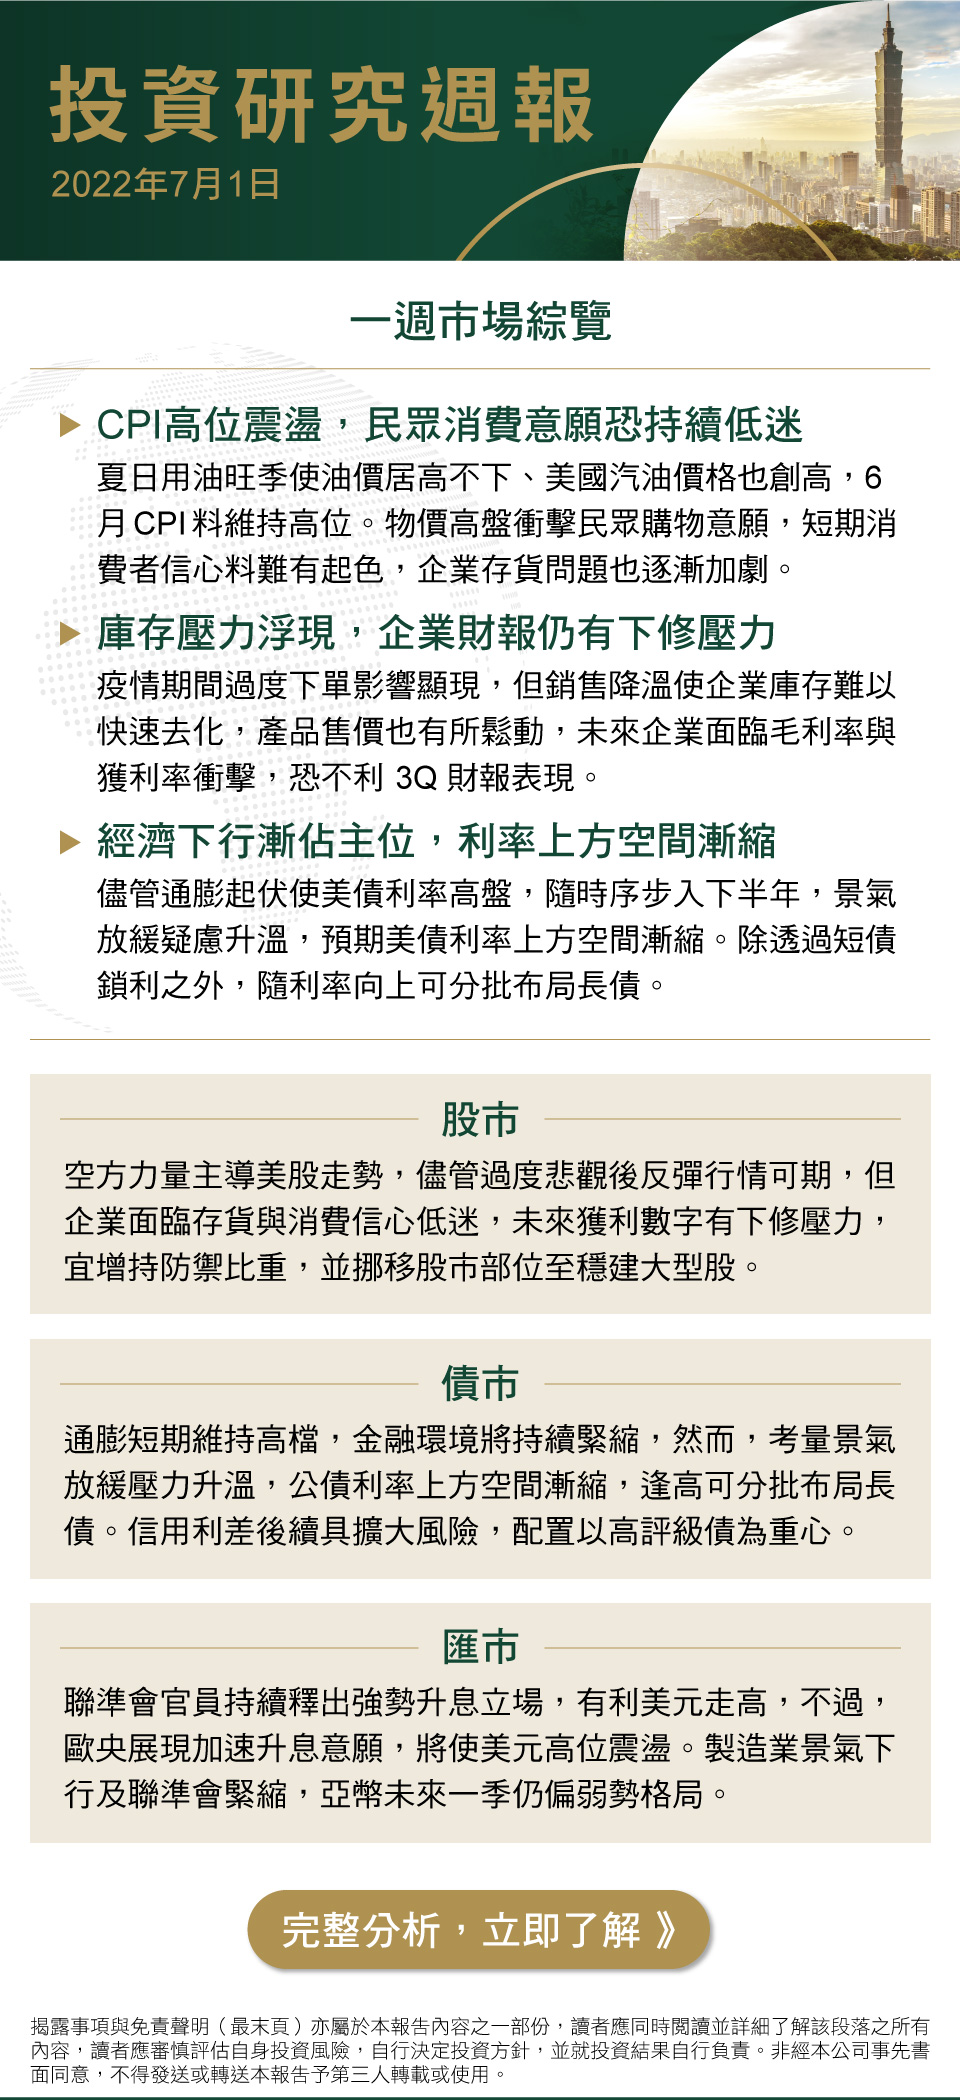 投資研究週報
2022年7月1日
一週市場綜覽
CPI高位震盪，民眾消費意願恐持續低迷
夏日用油旺季使油價居高不下、美國汽油價格也創高，6
月CPI料維持高位。物價高盤衝擊民眾購物意願，短期消
費者信心料難有起色，企業存貨問題也逐漸加劇。
庫存壓力浮現，企業財報仍有下修壓力
疫情期間過度下單影響顯現，但銷售降溫使企業庫存難以
快速去化，產品售價也有所鬆動，未來企業面臨毛利率與
獲利率衝擊，恐不利 3Q 財報表現。
經濟下行漸佔主位，利率上方空間漸縮
儘管通膨起伏使美債利率高盤，隨時序步入下半年，景氣
放緩疑慮升溫，預期美債利率上方空間漸縮。除透過短債
鎖利之外，隨利率向上可分批布局長債。
股市
空方力量主導美股走勢，儘管過度悲觀後反彈行情可期，但
企業面臨存貨與消費信心低迷，未來獲利數字有下修壓力，
宜增持防禦比重，並挪移股市部位至穩建大型股。
債市
通膨短期維持高檔，金融環境將持續緊縮，然而，考量景氣
放緩壓力升溫，公債利率上方空間漸縮，逢高可分批布局長
債。信用利差後續具擴大風險，配置以高評級債為重心。
匯市
聯準會官員持續釋出強勢升息立場，有利美元走高，不過，
歐央展現加速升息意願，將使美元高位震盪。製造業景氣下
行及聯準會緊縮，亞幣未來一季仍偏弱勢格局。
完整分析，立即了解 》
揭露事項與免責聲明（最末頁）亦屬於本報告內容之一部份，讀者應同時閱讀並詳細了解該段落之所有
內容，讀者應審慎評估自身投資風險，自行決定投資方針，並就投資結果自行負責。非經本公司事先書
面同意，不得發送或轉送本報告予第三人轉載或使用。